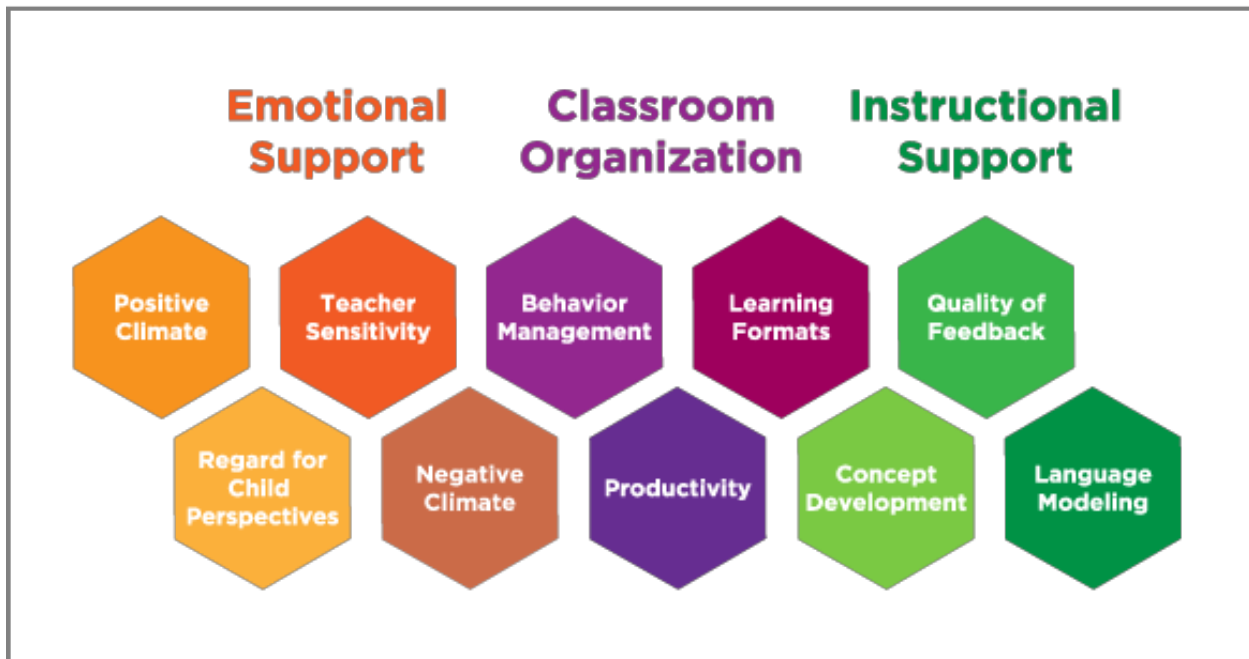 Emotional
Support
Classroom
Organization
Instructional
Support
Positive
Climate
Teacher
Sensitivity
Behavior
Management
Learning
Formats
Quality of
Feedback
Regard for
Child
Perspectives
Negative
Climate
Productivity
Concept
Development
Language
Modeling